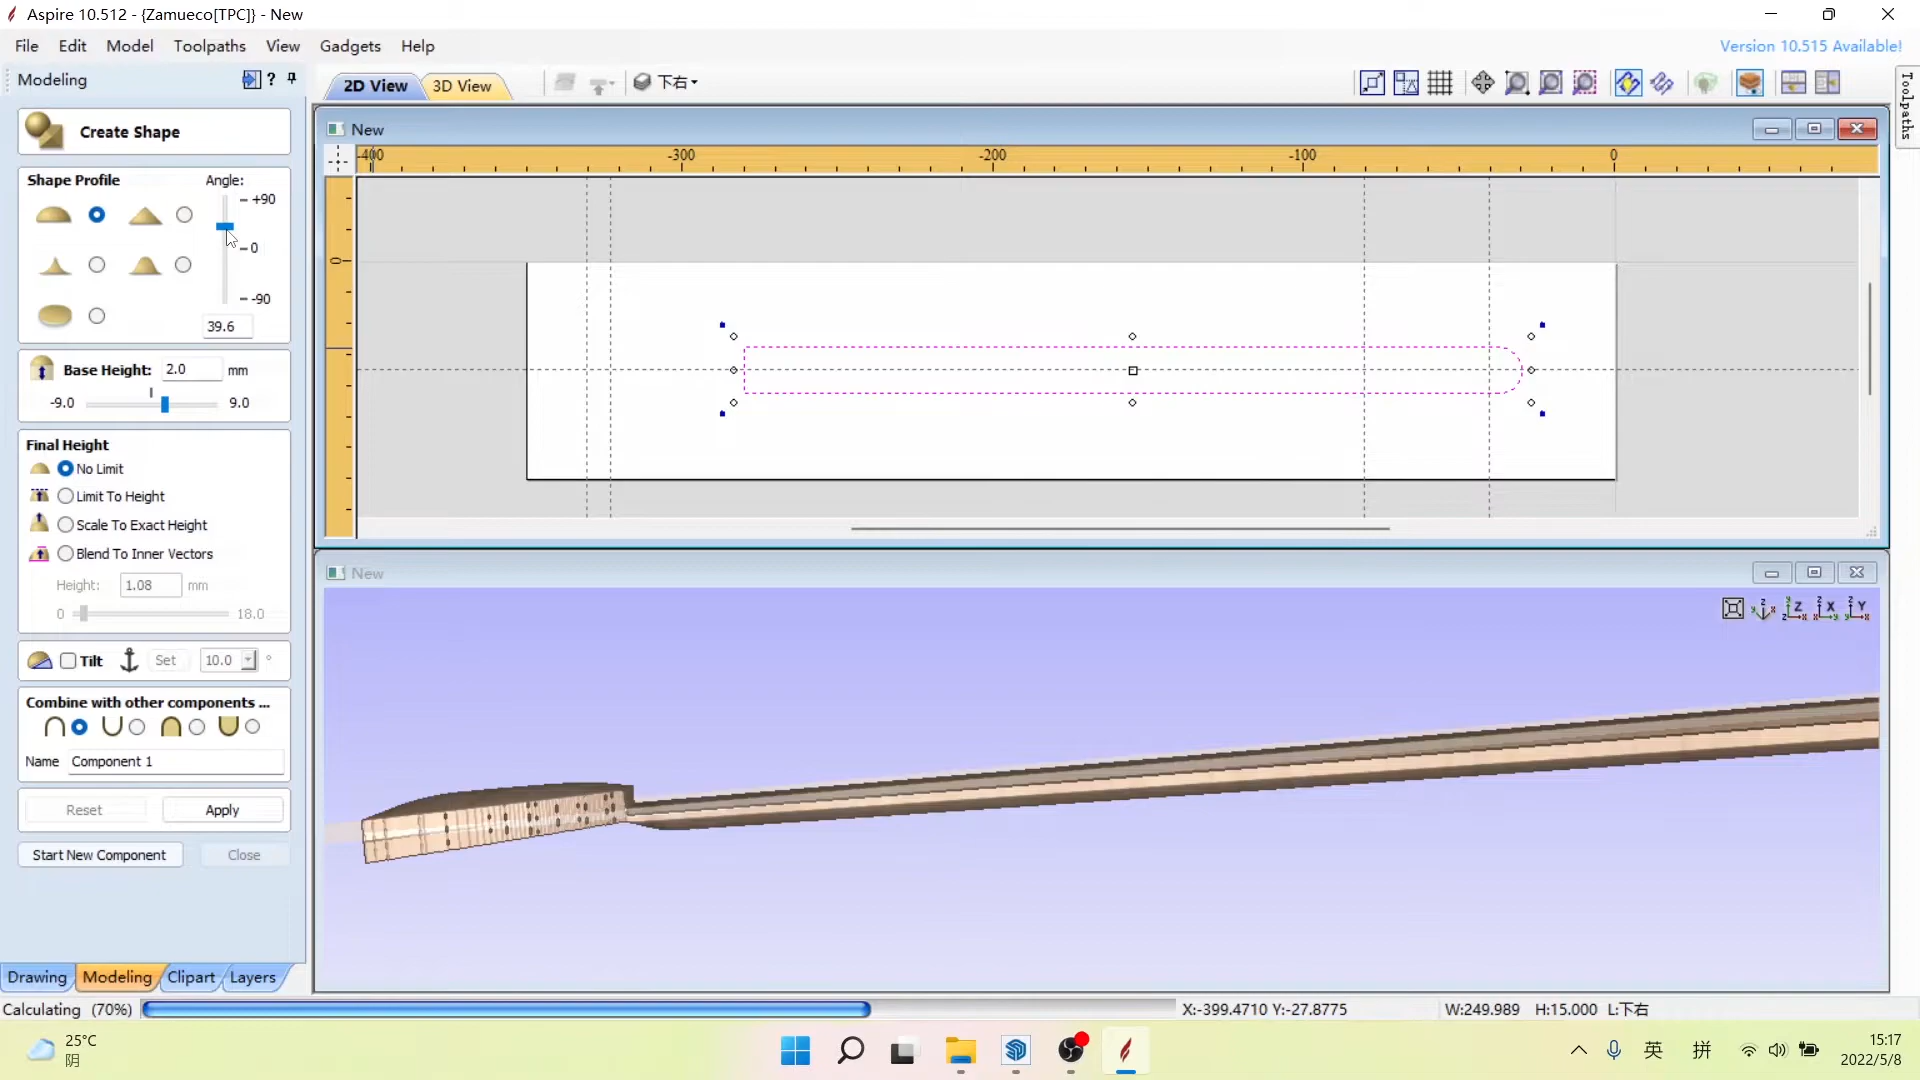 Aspire 10.512 - {Zamueco[TPC]} - New
File Edit Model Toolpaths View Gadgets Help
Version 10.515 Available!
Modeling ?
2D View 3D View 下右
Toolpaths
Create Shape
New
-400 -300 -200 -100 0
0
Shape Profile Angle:
+90
0
-90
39.6
Base Height: 2.0 mm
-9.0 9.0
Final Height
No Limit
Limit To Height
Scale To Exact Height
Blend To Inner Vectors
Height: 1.08 mm
0 18.0
New
Tilt Set 10.0 °
Combine with other components ...
Name Component 1
Reset Apply
Start New Component Close
Drawing Modeling Clipart Layers
Calculating (70%) X:-399.4710 Y:-27.8775 W:249.989 H:15.000 L:下右
25°C
阴
英 拼
15:17
2022/5/8